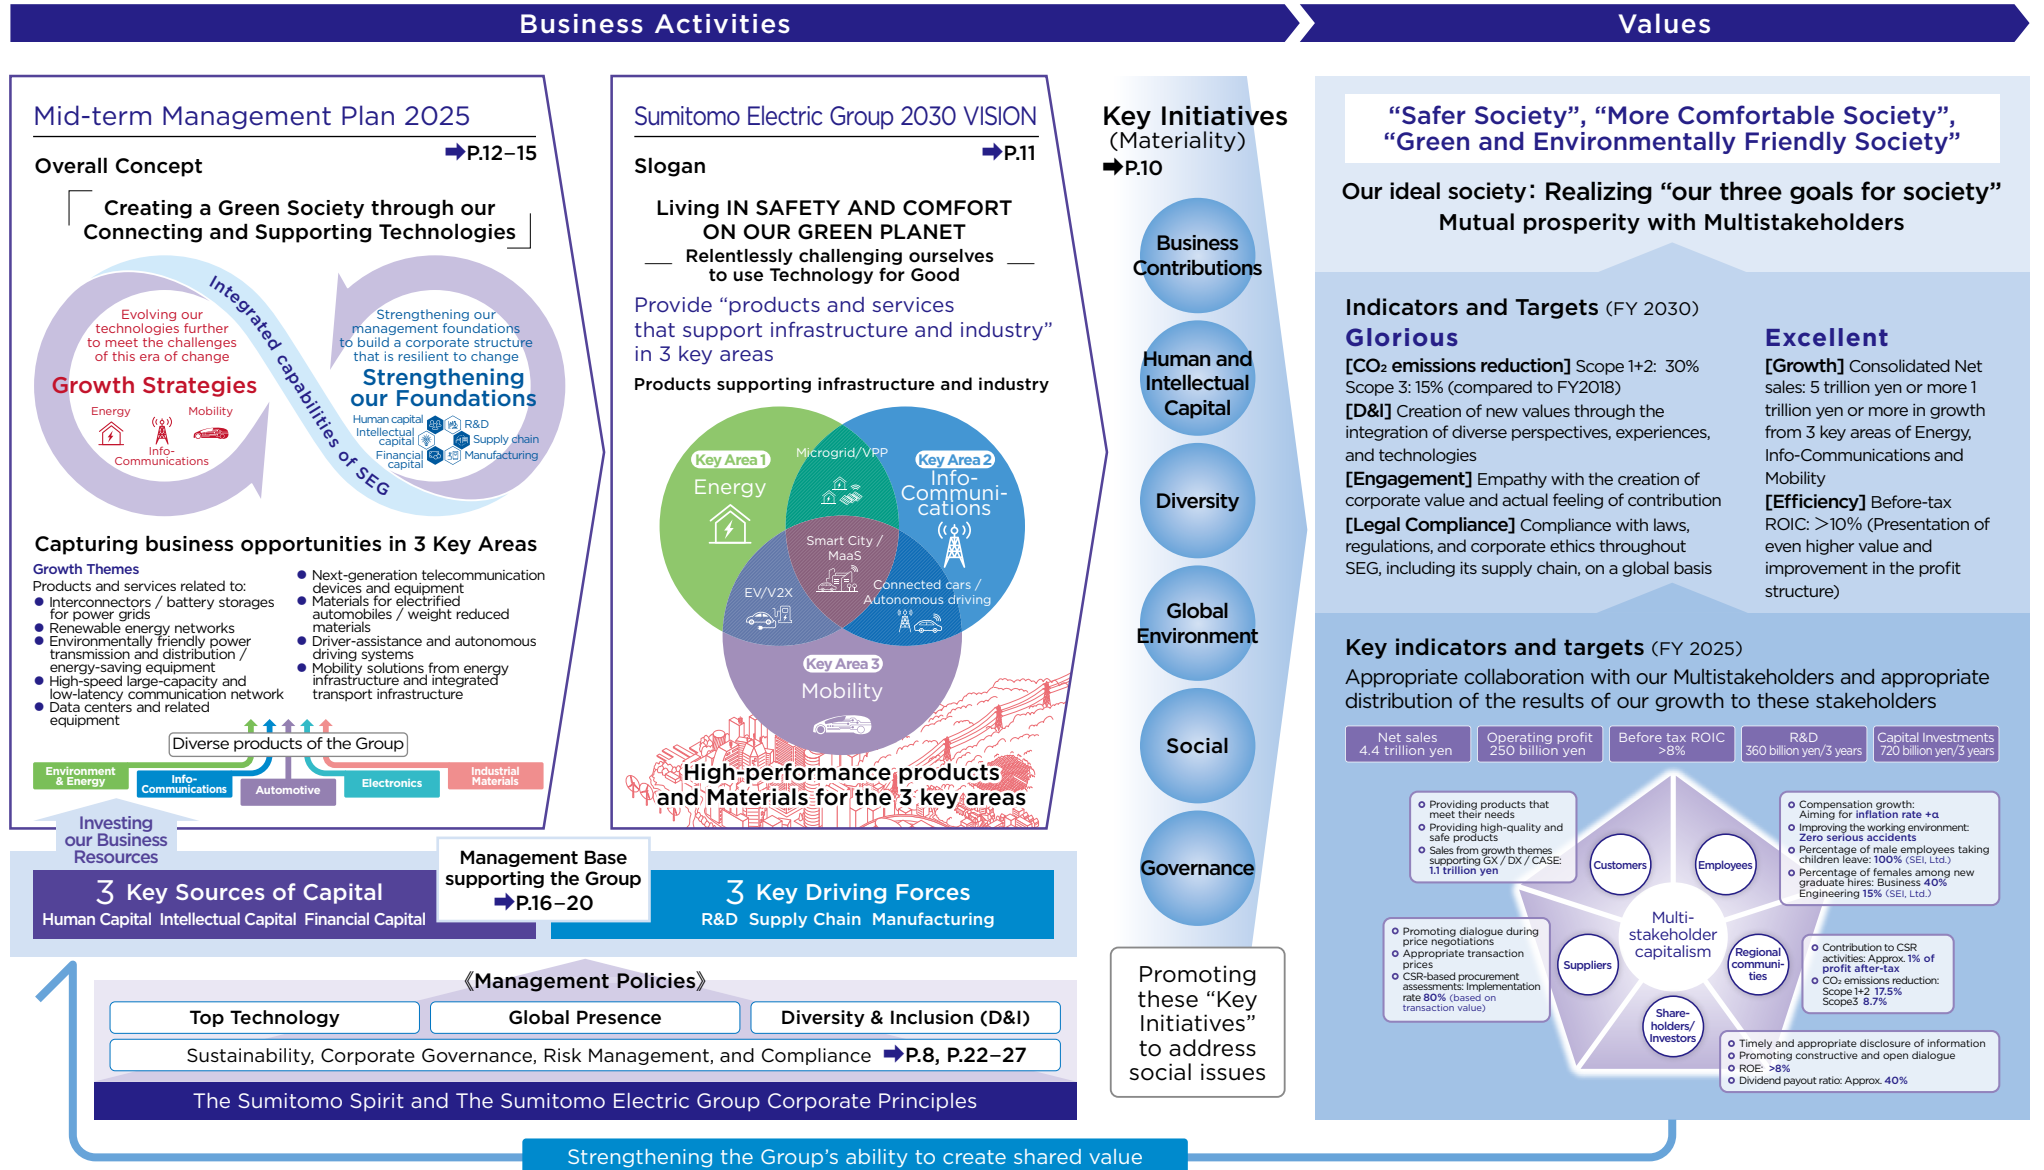 Business Activities
Values
Mid-term Management Plan 2025
➡P.12–15
Overall Concept
Creating a Green Society through our
Connecting and Supporting Technologies
Integrated capabilities of SEG
Evolving our
technologies further
to meet the challenges
of this era of change
Growth Strategies
Energy
Mobility
Info-
Communications
Strengthening our
management foundations
to build a corporate structure
that is resilient to change
Strengthening
our Foundations
Human capital
R&D
Intellectual
capital
Supply chain
Financial
capital
Manufacturing
Capturing business opportunities in 3 Key Areas
Growth Themes
Products and services related to:
● Interconnectors / battery storages
for power grids
● Renewable energy networks
● Environmentally friendly power
transmission and distribution /
energy-saving equipment
● High-speed large-capacity and
low-latency communication network
● Data centers and related
equipment
● Next-generation telecommunication
devices and equipment
● Materials for electrified
automobiles / weight reduced
materials
● Driver-assistance and autonomous
driving systems
● Mobility solutions from energy
infrastructure and integrated
transport infrastructure
Diverse products of the Group
Environment
& Energy
Info-
Communications
Automotive
Electronics
Industrial
Materials
Investing
our Business
Resources
Sumitomo Electric Group 2030 VISION
➡P.11
Slogan
Living IN SAFETY AND COMFORT
ON OUR GREEN PLANET
Relentlessly challenging ourselves
to use Technology for Good
Provide “products and services
that support infrastructure and industry”
in 3 key areas
Products supporting infrastructure and industry
Key Area 1
Energy
Microgrid/VPP
Key Area 2
Info-
Communi-
cations
Smart City /
MaaS
EV/V2X
Connected cars /
Autonomous driving
Key Area 3
Mobility
High-performance products
and Materials for the 3 key areas
3 Key Sources of Capital
Human Capital Intellectual Capital Financial Capital
Management Base
supporting the Group
➡P.16–20
3 Key Driving Forces
R&D Supply Chain Manufacturing
《Management Policies》
Top Technology
Global Presence
Diversity & Inclusion (D&I)
Sustainability, Corporate Governance, Risk Management, and Compliance ➡P.8, P.22–27
The Sumitomo Spirit and The Sumitomo Electric Group Corporate Principles
Key Initiatives
(Materiality)
➡P.10
Business
Contributions
Human and
Intellectual
Capital
Diversity
Global
Environment
Social
Governance
Promoting
these “Key
Initiatives”
to address
social issues
“Safer Society”, “More Comfortable Society”,
“Green and Environmentally Friendly Society”
Our ideal society: Realizing “our three goals for society”
Mutual prosperity with Multistakeholders
Indicators and Targets (FY 2030)
Glorious
[CO₂ emissions reduction] Scope 1+2: 30%
Scope 3: 15% (compared to FY2018)
[D&I] Creation of new values through the
integration of diverse perspectives, experiences,
and technologies
[Engagement] Empathy with the creation of
corporate value and actual feeling of contribution
[Legal Compliance] Compliance with laws,
regulations, and corporate ethics throughout
SEG, including its supply chain, on a global basis
Excellent
[Growth] Consolidated Net
sales: 5 trillion yen or more 1
trillion yen or more in growth
from 3 key areas of Energy,
Info-Communications and
Mobility
[Efficiency] Before-tax
ROIC: >10% (Presentation of
even higher value and
improvement in the profit
structure)
Key indicators and targets (FY 2025)
Appropriate collaboration with our Multistakeholders and appropriate
distribution of the results of our growth to these stakeholders
Net sales
4.4 trillion yen
Operating profit
250 billion yen
Before tax ROIC
>8%
R&D
360 billion yen/3 years
Capital Investments
720 billion yen/3 years
Providing products that
meet their needs
Providing high-quality and
safe products
Sales from growth themes
supporting GX / DX / CASE:
1.1 trillion yen
Customers
Employees
Compensation growth:
Aiming for inflation rate +α
Improving the working environment:
Zero serious accidents
Percentage of male employees taking
children leave: 100% (SEI, Ltd.)
Percentage of females among new
graduate hires: Business 40%
Engineering 15% (SEI, Ltd.)
Multi-
stakeholder
capitalism
Promoting dialogue during
price negotiations
Appropriate transaction
prices
CSR-based procurement
assessments: Implementation
rate 80% (based on
transaction value)
Suppliers
Regional
communi-
ties
Contribution to CSR
activities: Approx. 1% of
profit after-tax
CO₂ emissions reduction:
Scope 1+2 17.5%
Scope3 8.7%
Share-
holders/
Investors
Timely and appropriate disclosure of information
Promoting constructive and open dialogue
ROE: >8%
Dividend payout ratio: Approx. 40%
Strengthening the Group’s ability to create shared value